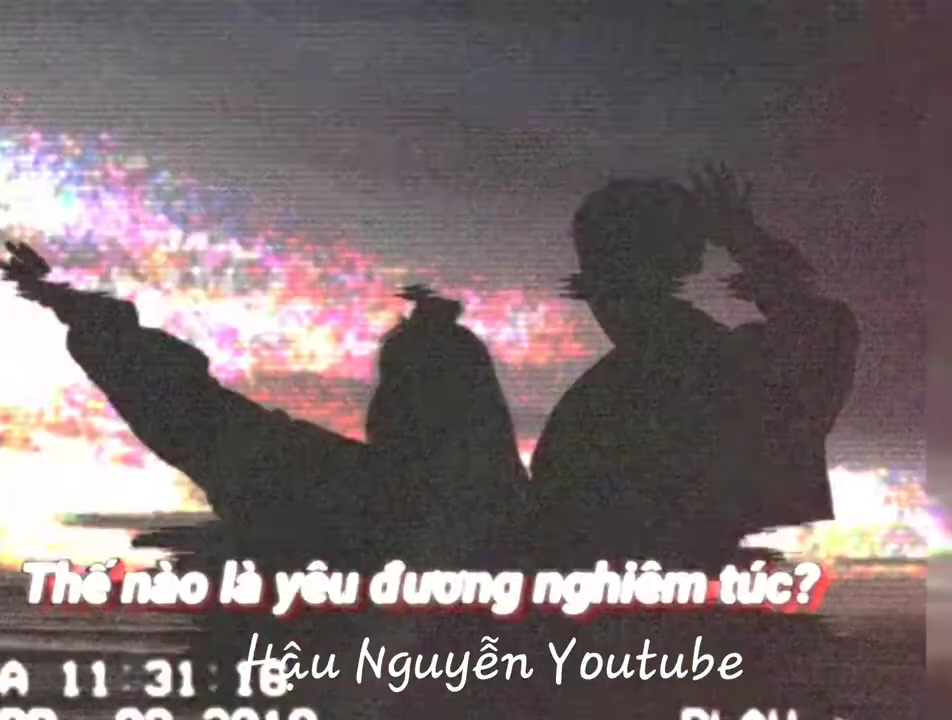 Thế nào là yêu đương nghiêm túc?
Hậu Nguyễn Youtube
A 11:31:16